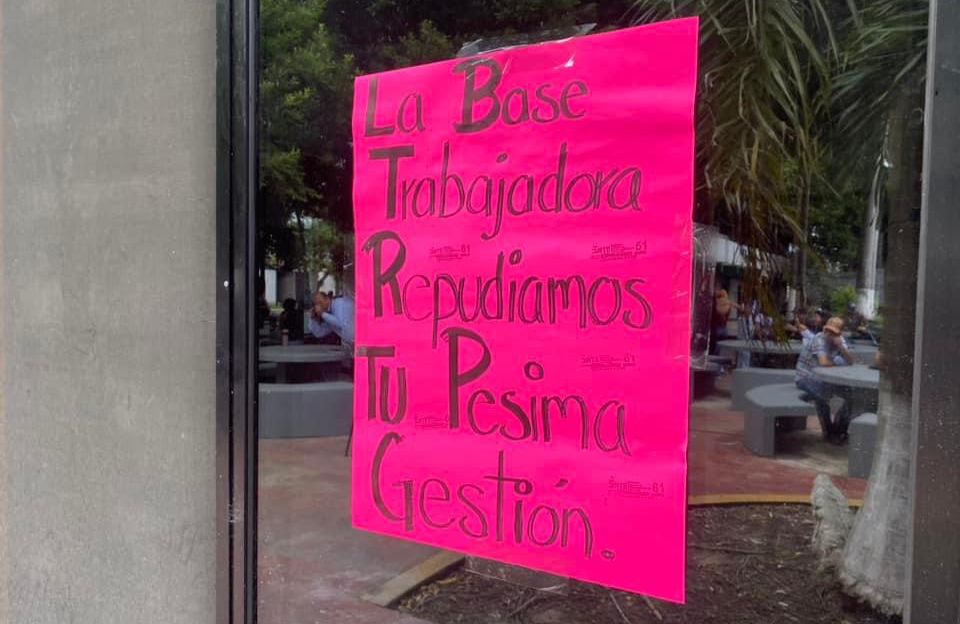 La Base
Trabajadora
Repudiamos
Tu Pesima
Gestión.